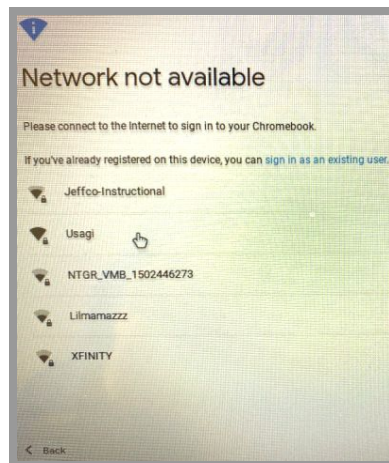 Network not available
Please connect to the Internet to sign in to your Chromebook.
If you've already registered on this device, you can sign in as an existing user.
Jeffco-Instructional
Usagi
NTGR_VMB_1502446273
Lilmamazzz
XFINITY
< Back